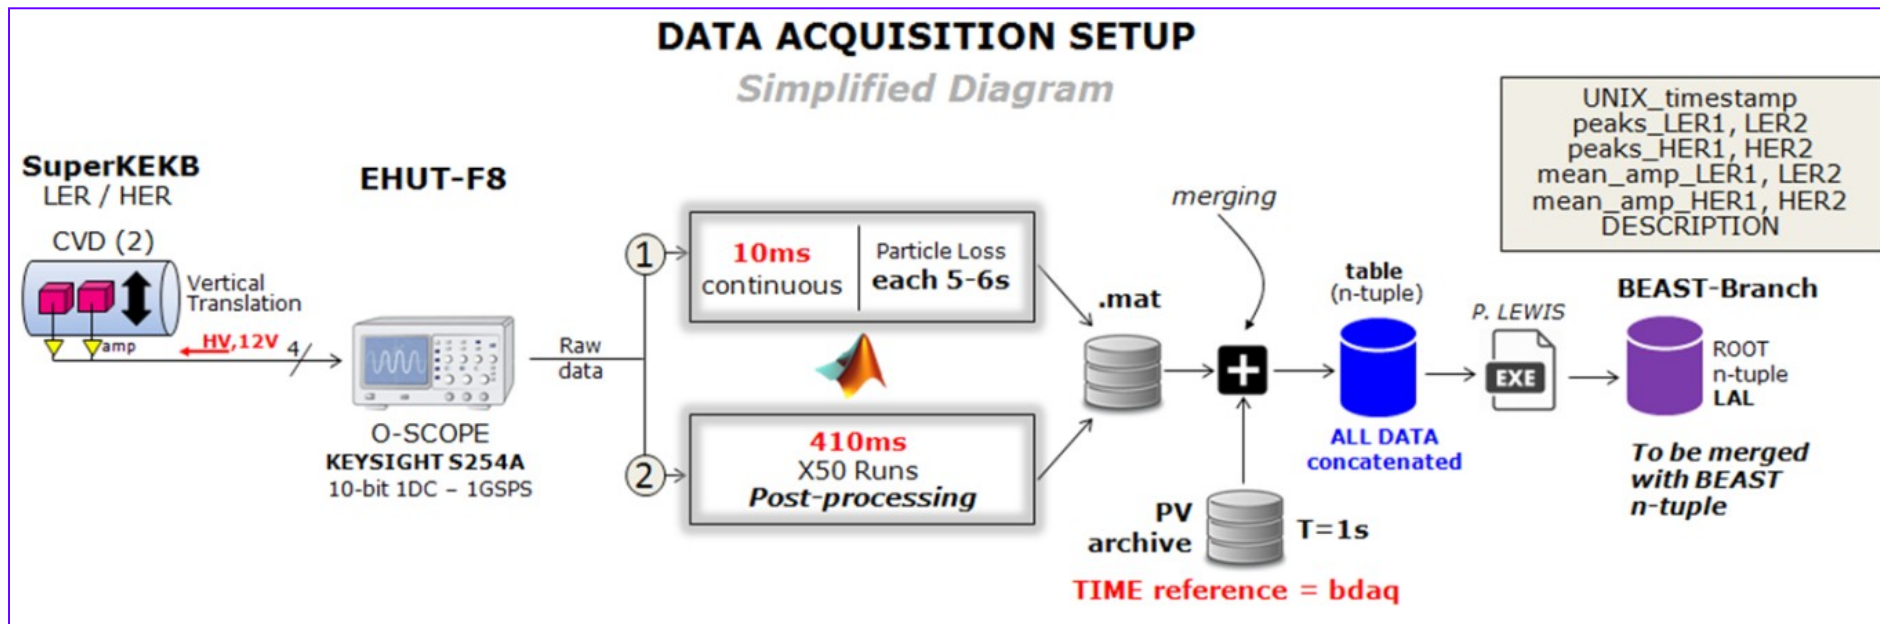 DATA ACQUISITION SETUP
Simplified Diagram
UNIX_timestamp
peaks_LER1, LER2
peaks_HER1, HER2
mean_amp_LER1, LER2
mean_amp_HER1, HER2
DESCRIPTION
SuperKEKB
LER / HER
CVD (2)
Vertical
Translation
amp
HV,12V
4
EHUT-F8
O-SCOPE
KEYSIGHT S254A
10-bit 1DC – 1GSPS
Raw
data
1
10ms
continuous
Particle Loss
each 5-6s
2
410ms
X50 Runs
Post-processing
.mat
merging
+
PV
archive
T=1s
TIME reference = bdaq
table
(n-tuple)
ALL DATA
concatenated
P. LEWIS
EXE
BEAST-Branch
ROOT
n-tuple
LAL
To be merged
with BEAST
n-tuple